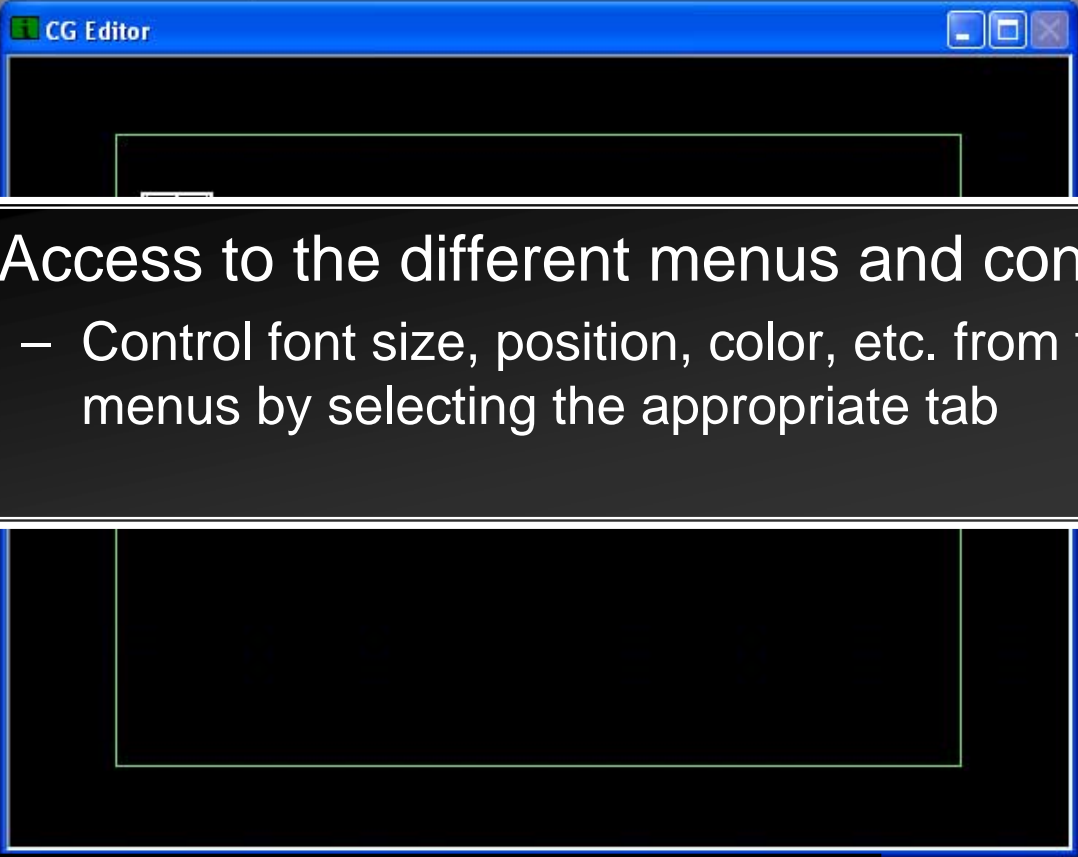 CG Editor
Access to the different menus and con
– Control font size, position, color, etc. from
menus by selecting the appropriate tab